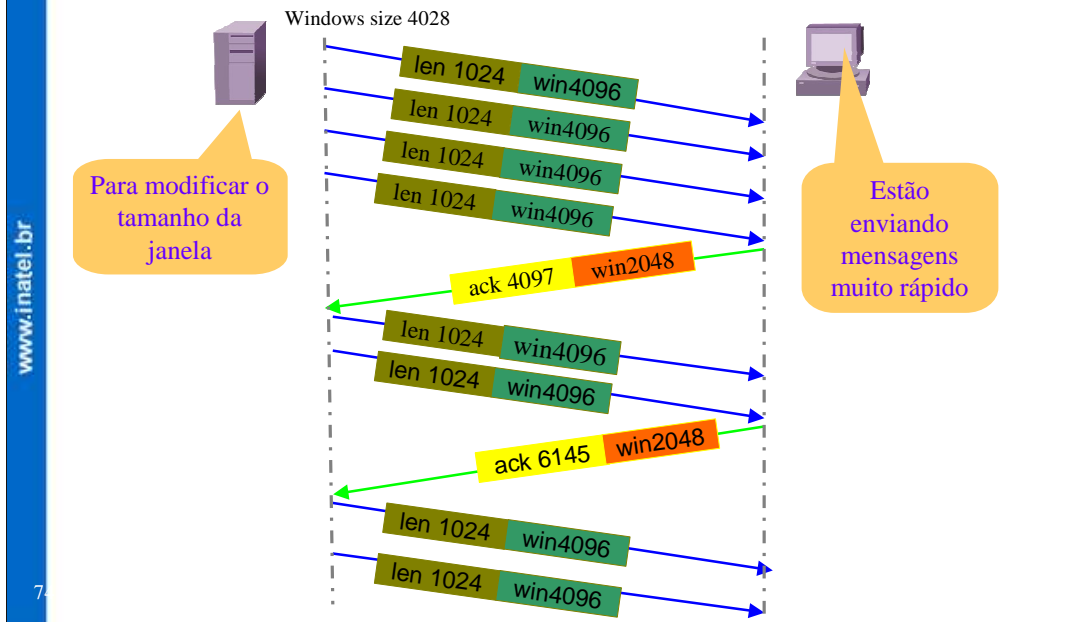 Windows size 4028
len 1024 win4096
len 1024 win4096
len 1024 win4096
len 1024 win4096
Para modificar o
tamanho da
janela
Estão
enviando
mensagens
muito rápido
ack 4097 win2048
len 1024 win4096
len 1024 win4096
ack 6145 win2048
len 1024 win4096
len 1024 win4096
www.inatel.br